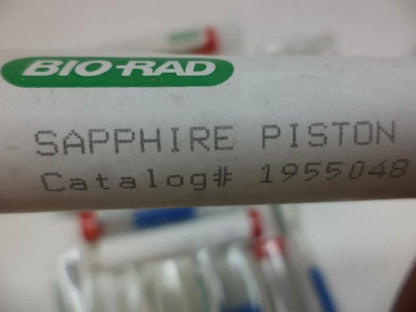 BIO-RAD
SAPPHIRE PISTON
Catalog# 1955048